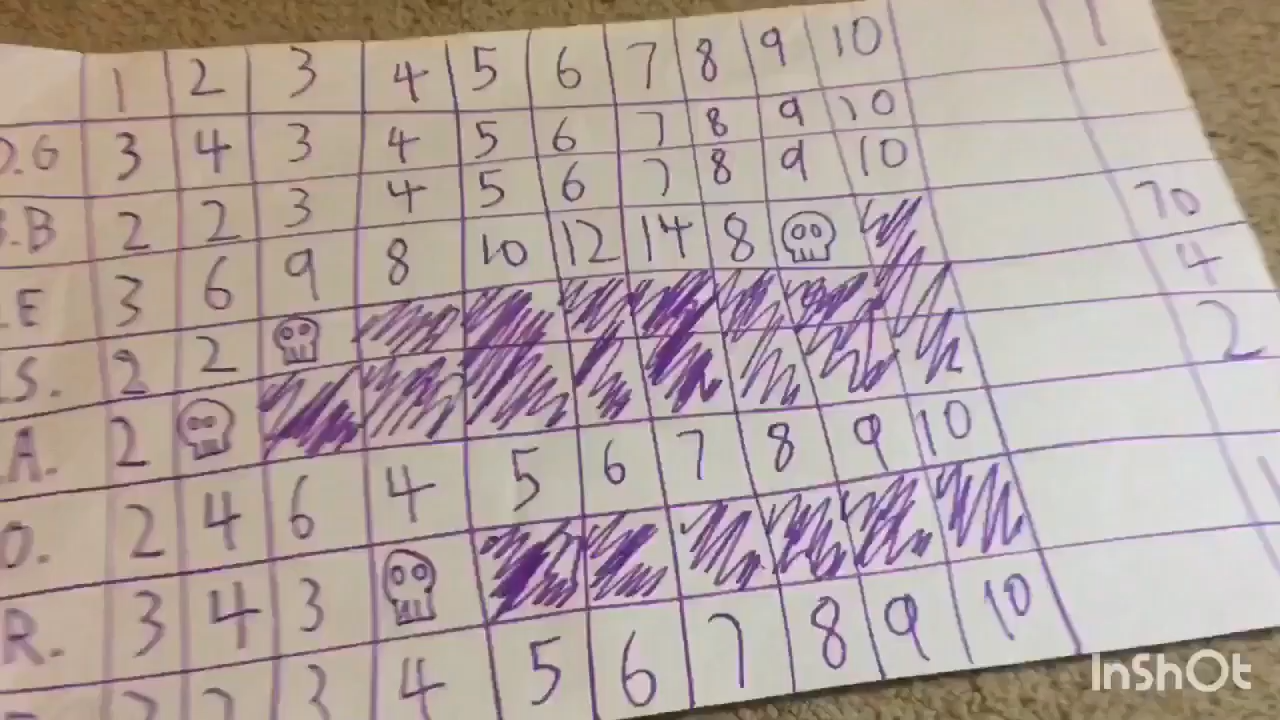 1 2 3 4 5 6 7 8 9 10
D.G 3 4 3 4 5 6 7 8 9 10
B.B 2 2 3 4 5 6 7 8 9 10
.E 3 6 9 8 10 12 14 8 70
S. 2 2 4
A. 2 2
O. 2 4 6 4 5 6 7 8 9 10
R. 3 4 3
3 4 5 6 7 8 9 10
InShOt